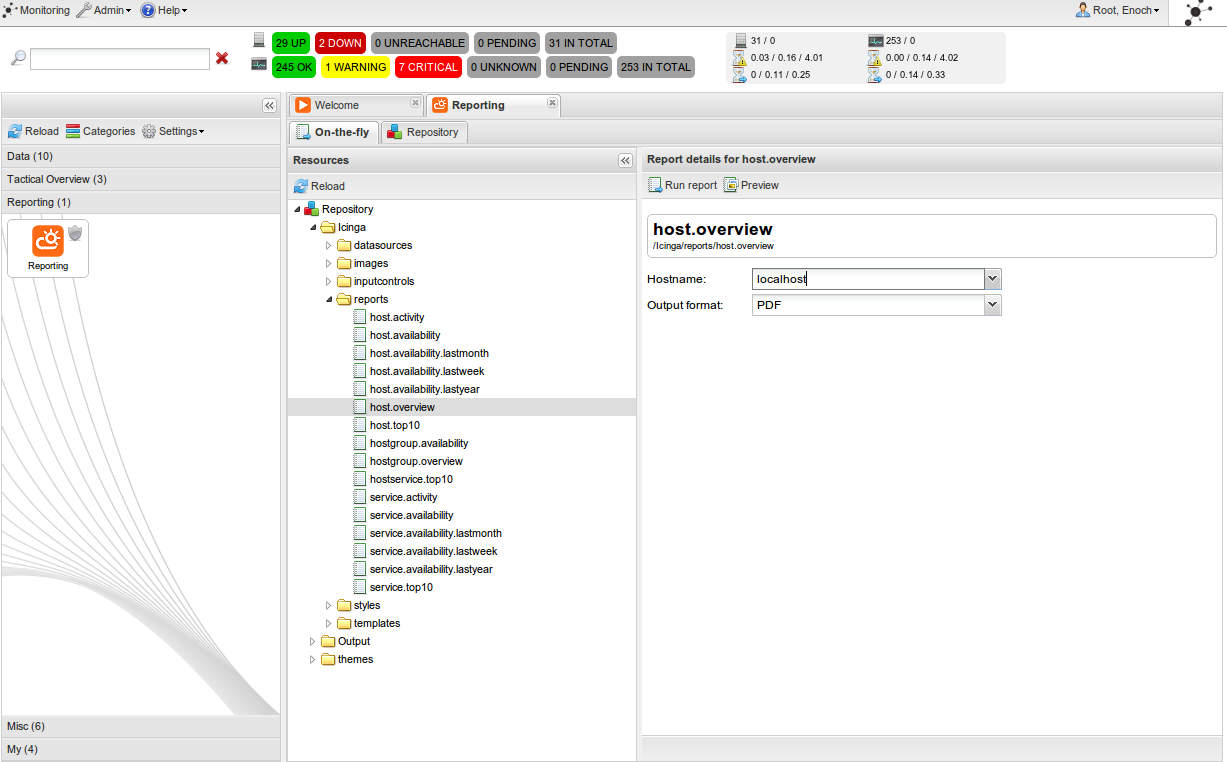 Monitoring Admin Help Root, Enoch
29 UP 2 DOWN 0 UNREACHABLE 0 PENDING 31 IN TOTAL
245 OK 1 WARNING 7 CRITICAL 0 UNKNOWN 0 PENDING 253 IN TOTAL
31 / 0 253 / 0
0.03 / 0.16 / 4.01 0.00 / 0.14 / 4.02
0 / 0.11 / 0.25 0 / 0.14 / 0.33
Reload Categories Settings
Data (10)
Tactical Overview (3)
Reporting (1)
Reporting
Misc (6)
My (4)
Welcome Reporting
On-the-fly Repository
Resources
Reload
Repository
Icinga
datasources
images
inputcontrols
reports
host.activity
host.availability
host.availability.lastmonth
host.availability.lastweek
host.availability.lastyear
host.overview
host.top10
hostgroup.availability
hostgroup.overview
hostservice.top10
service.activity
service.availability
service.availability.lastmonth
service.availability.lastweek
service.availability.lastyear
service.top10
styles
templates
Output
themes
Report details for host.overview
Run report Preview
host.overview
/Icinga/reports/host.overview
Hostname: localhost
Output format: PDF